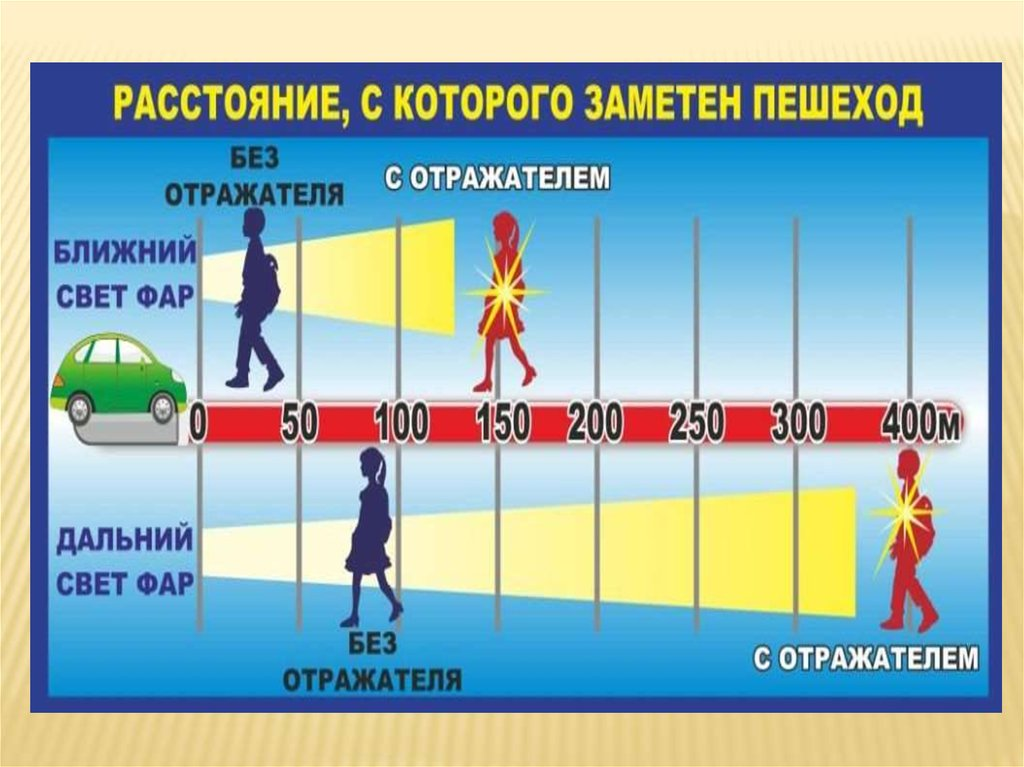 РАССТОЯНИЕ, С КОТОРОГО ЗАМЕТЕН ПЕШЕХОД
БЕЗ
ОТРАЖАТЕЛЯ
С ОТРАЖАТЕЛЕМ
БЛИЖНИЙ
СВЕТ ФАР
0 50 100 150 200 250 300 400м
ДАЛЬНИЙ
СВЕТ ФАР
БЕЗ
ОТРАЖАТЕЛЯ
С ОТРАЖАТЕЛЕМ